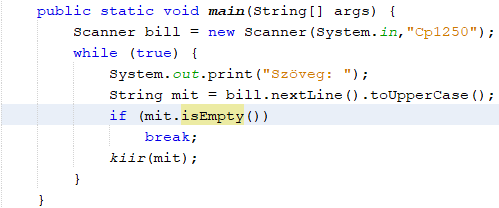 public static void main(String[] args) {
Scanner bill = new Scanner(System.in,"Cp1250");
while (true) {
System.out.print("Szöveg: ");
String mit = bill.nextLine().toUpperCase();
if (mit.isEmpty())
break;
kiir(mit);
}
}